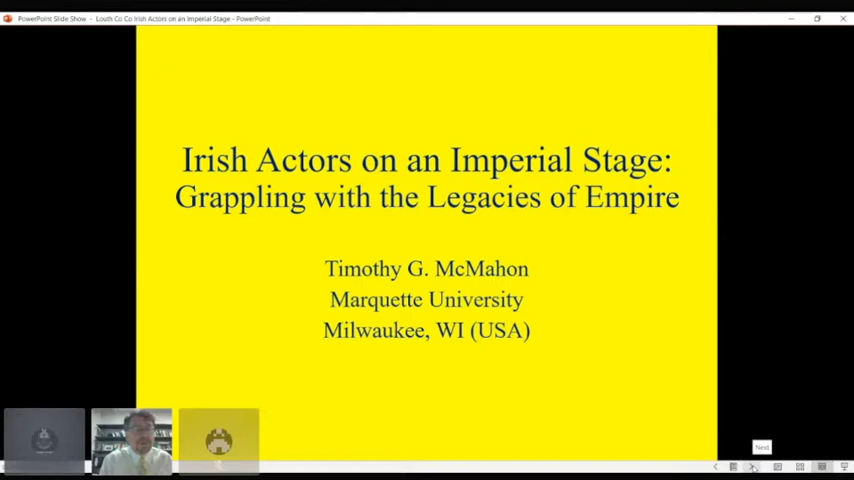 PowerPoint Slide Show - Louth Co Co Irish Actors on an Imperial Stage - PowerPoint
Irish Actors on an Imperial Stage:
Grappling with the Legacies of Empire
Timothy G. McMahon
Marquette University
Milwaukee, WI (USA)
Next